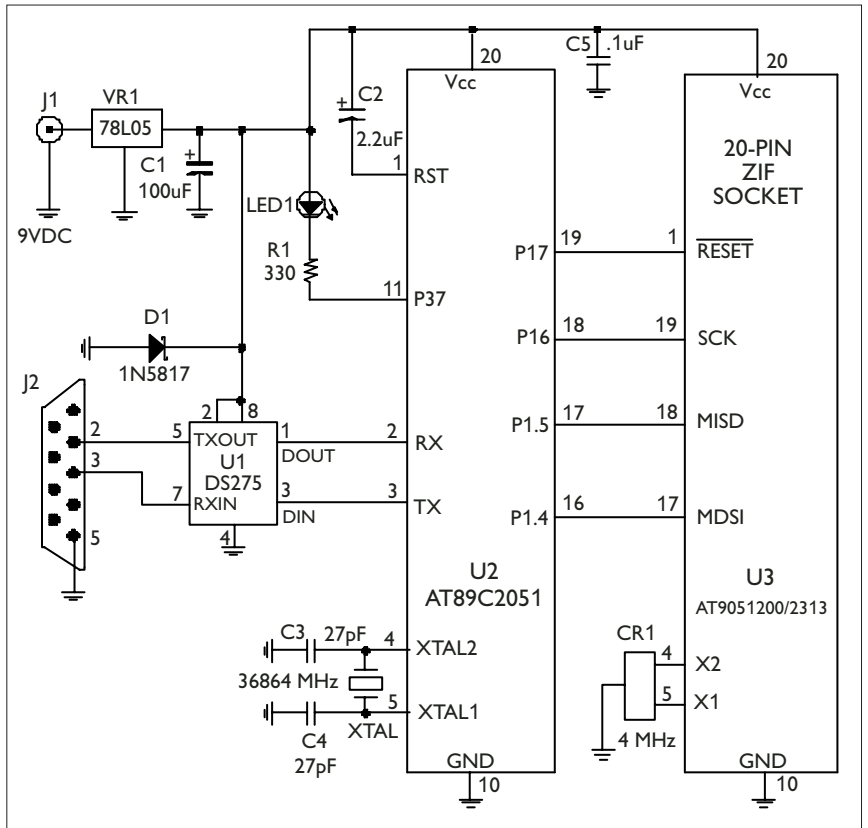 J1
VR1
78L05
C1
100uF
+
9VDC
C2
+
2.2uF
20
Vcc
C5
.1uF
20
Vcc
20-PIN
ZIF
SOCKET
1
RST
LED1
R1
330
11
P37
P17
19
1
RESET
P16
18
19
SCK
D1
1N5817
J2
2
3
5
2
8
5
TXOUT
1
DOUT
U1
DS275
7
RXIN
3
DIN
4
2
RX
3
TX
P1.5
17
18
MISD
P1.4
16
17
MDSI
U2
AT89C2051
U3
AT9051200/2313
C3
27pF
4
XTAL2
36864 MHz
5
XTAL1
XTAL
C4
27pF
CR1
4
X2
5
X1
4 MHz
GND
10
GND
10